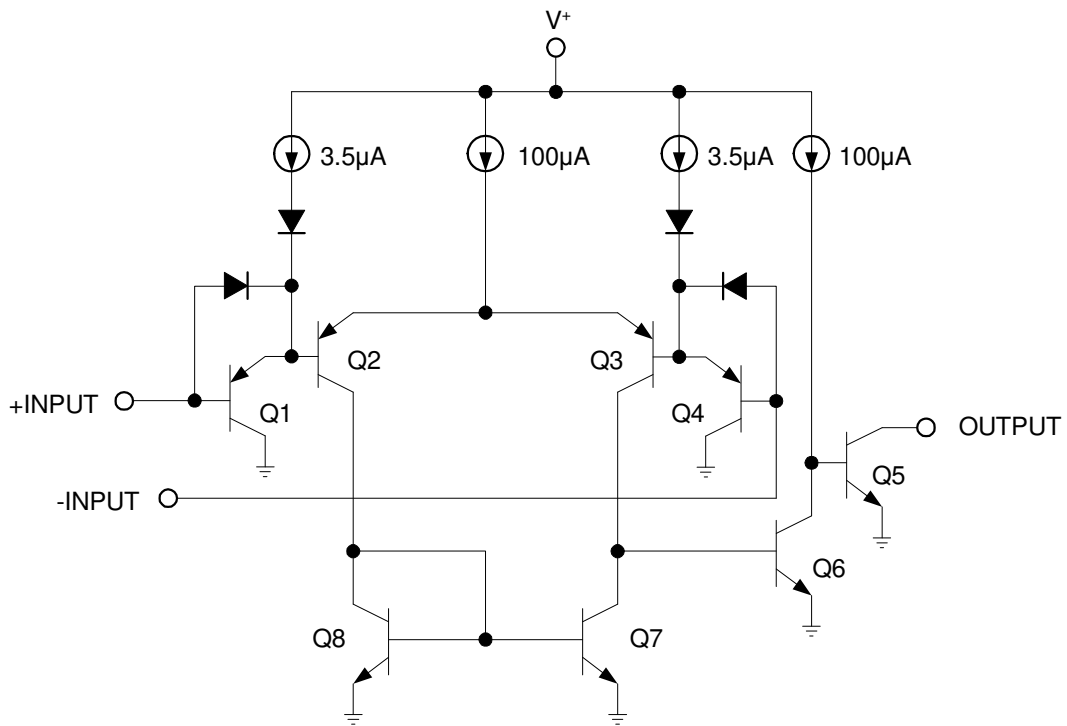 V+
3.5µA
100µA
3.5µA
100µA
Q2
Q3
+INPUT
Q1
Q4
OUTPUT
Q5
-INPUT
Q6
Q8
Q7